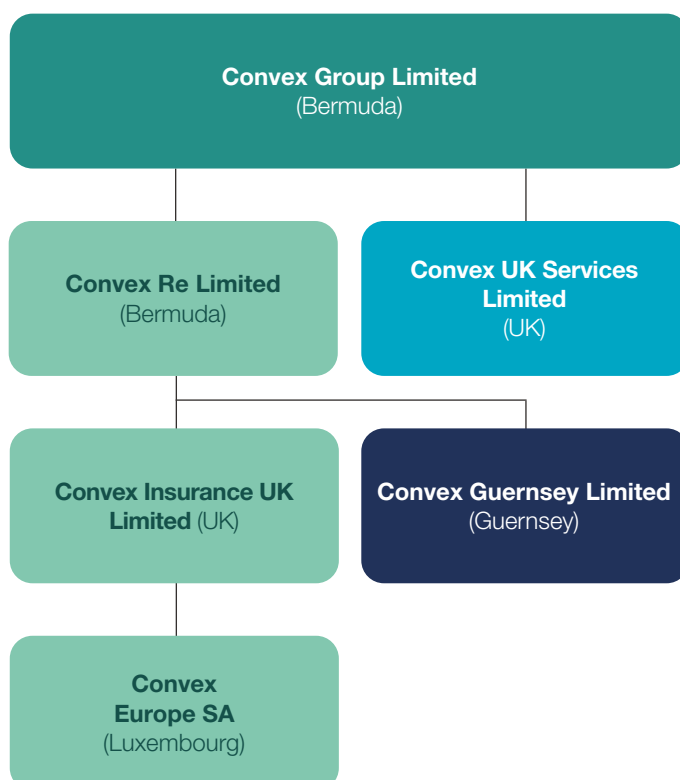 Convex Group Limited
(Bermuda)
Convex Re Limited
(Bermuda)
Convex UK Services
Limited
(UK)
Convex Insurance UK
Limited (UK)
Convex Guernsey Limited
(Guernsey)
Convex
Europe SA
(Luxembourg)